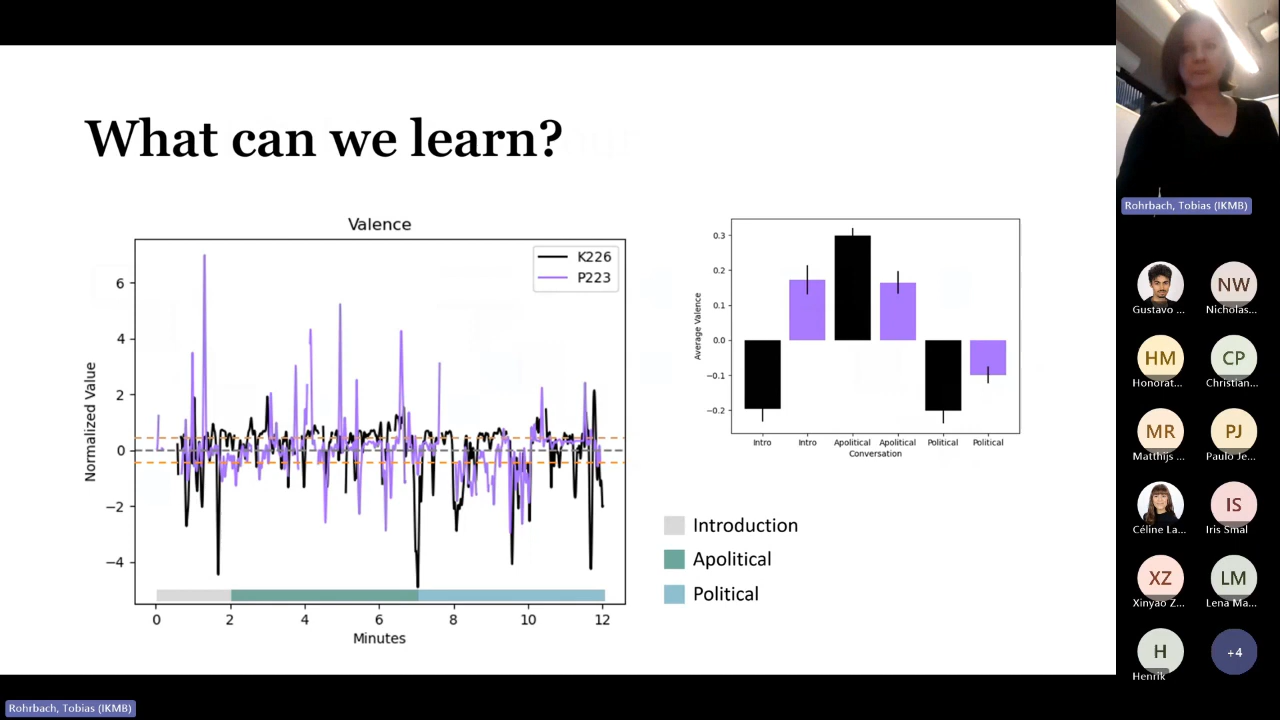 What can we learn?
Valence
K226
P223
Normalized Value
6
4
2
0
−2
−4
0 2 4 6 8 10 12
Minutes
Average Valence
0.3
0.2
0.1
0.0
−0.1
−0.2
Intro Intro Apolitical Apolitical Political Political
Conversation
Introduction
Apolitical
Political
Rohrbach, Tobias (IKMB)
Gustavo ...
NW
Nicholas...
HM
Honorat...
CP
Christian...
MR
Matthijs ...
PJ
Paulo Je...
Céline La...
IS
Iris Smal
XZ
Xinyao Z...
LM
Lena Ma...
H
Henrik
+4
Rohrbach, Tobias (IKMB)